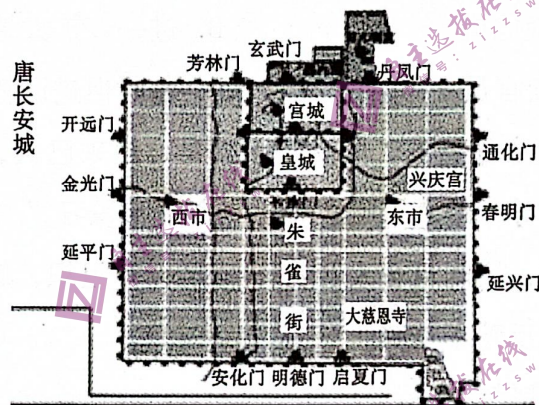 玄武门
芳林门
丹凤门
唐长安城
宫城
开远门
皇城
通化门
金光门
兴庆宫
西市
朱雀街
东市
春明门
延平门
延兴门
大慈恩寺
安化门
明德门
启夏门